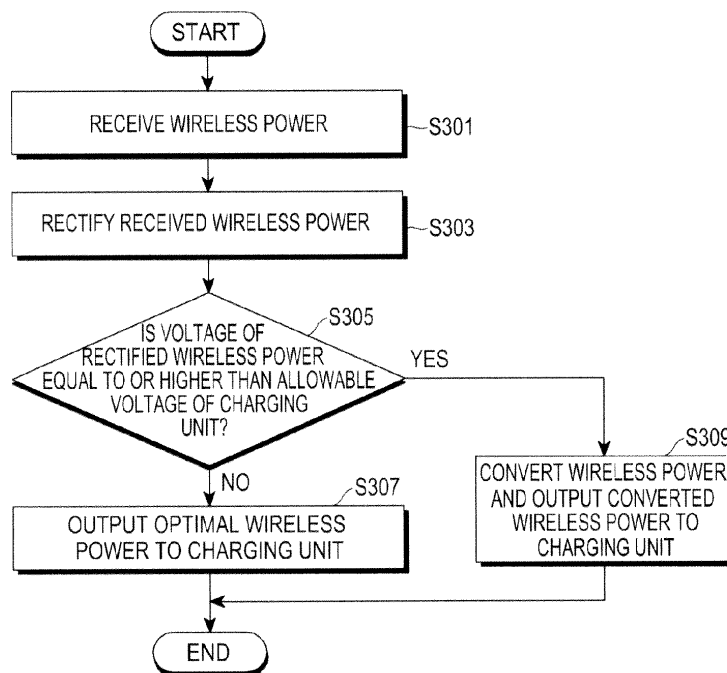 START
RECEIVE WIRELESS POWER
S301
RECTIFY RECEIVED WIRELESS POWER
S303
S305
IS VOLTAGE OF
RECTIFIED WIRELESS POWER
EQUAL TO OR HIGHER THAN ALLOWABLE
VOLTAGE OF CHARGING
UNIT?
YES
NO
S307
OUTPUT OPTIMAL WIRELESS
POWER TO CHARGING UNIT
S309
CONVERT WIRELESS POWER
AND OUTPUT CONVERTED
WIRELESS POWER TO
CHARGING UNIT
END